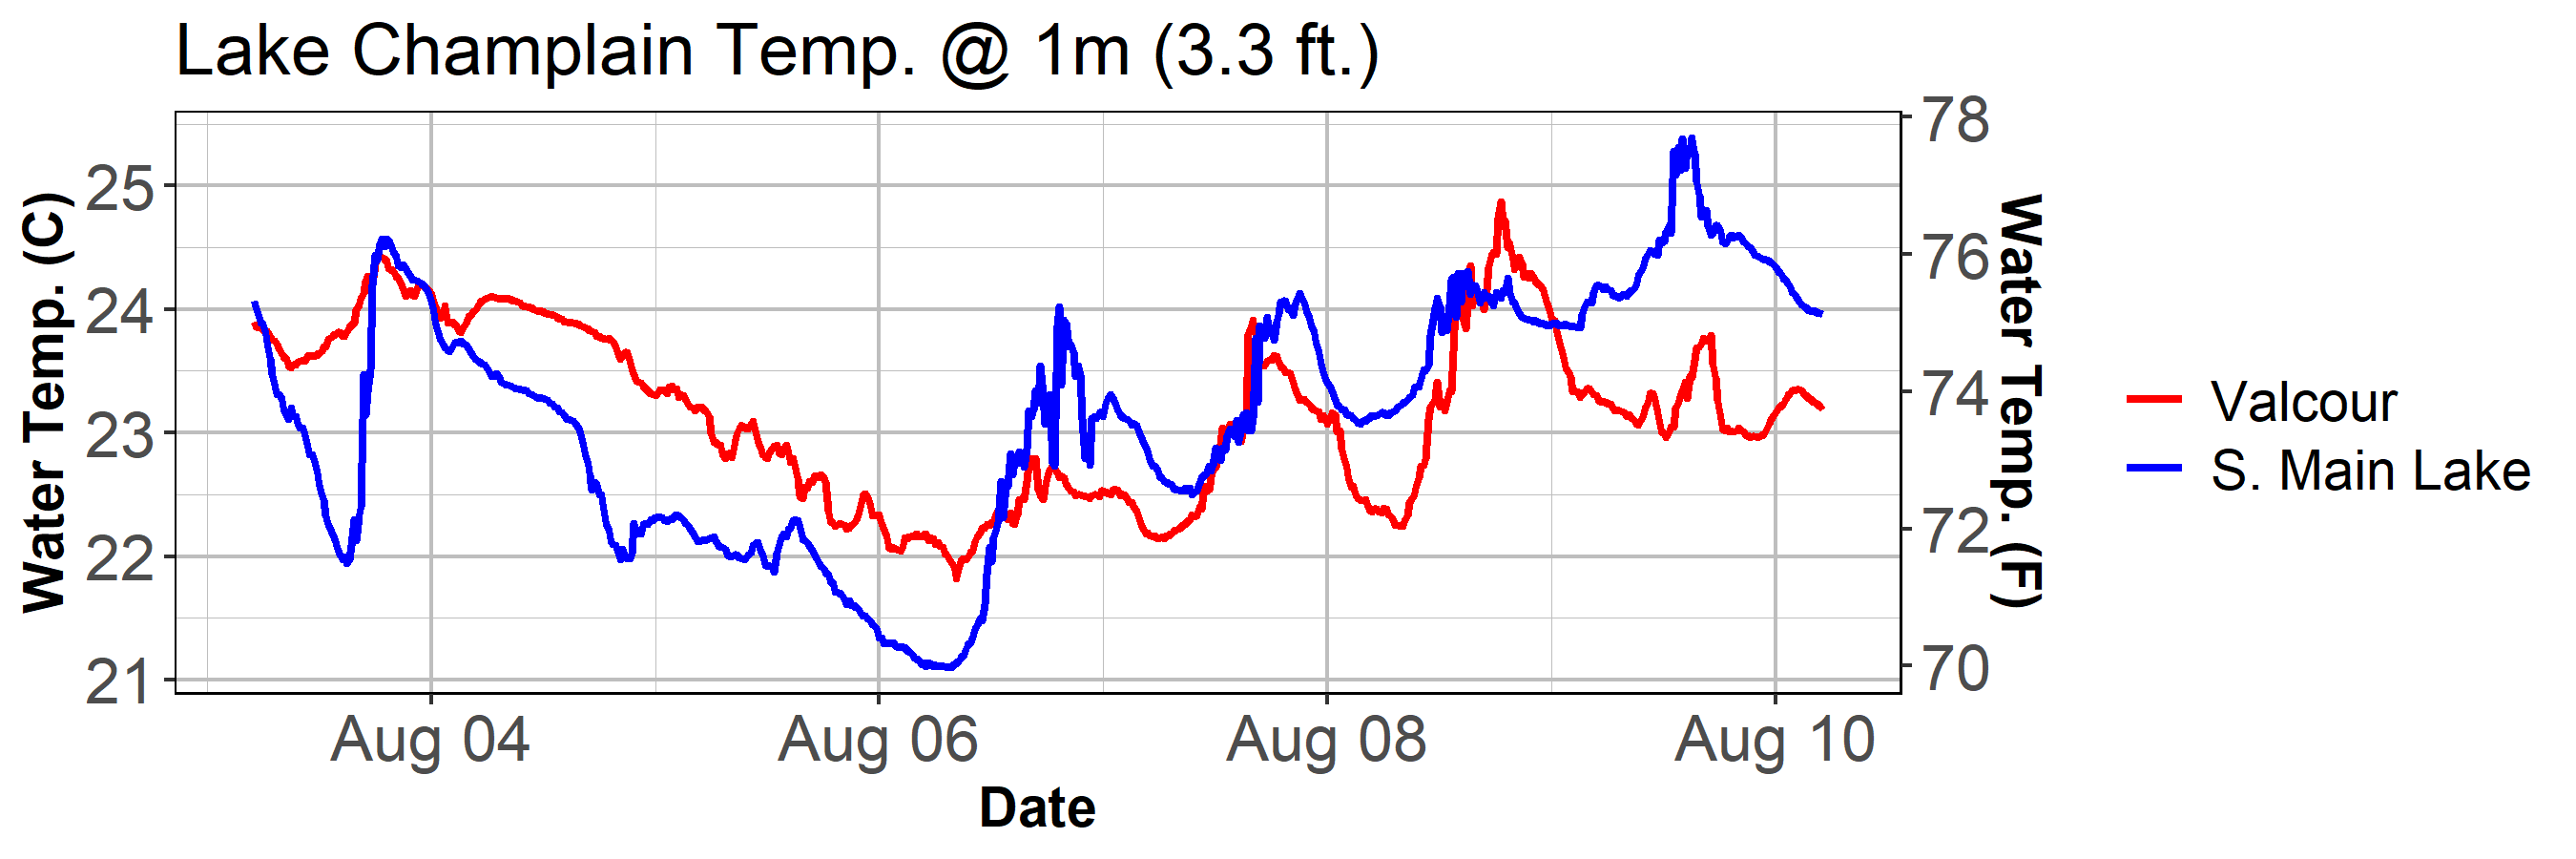 Lake Champlain Temp. @ 1m (3.3 ft.)
Water Temp. (C)
25
24
23
22
21
78
76
74
72
70
Water Temp. (F)
Aug 04
Aug 06
Aug 08
Aug 10
Date
Valcour
S. Main Lake